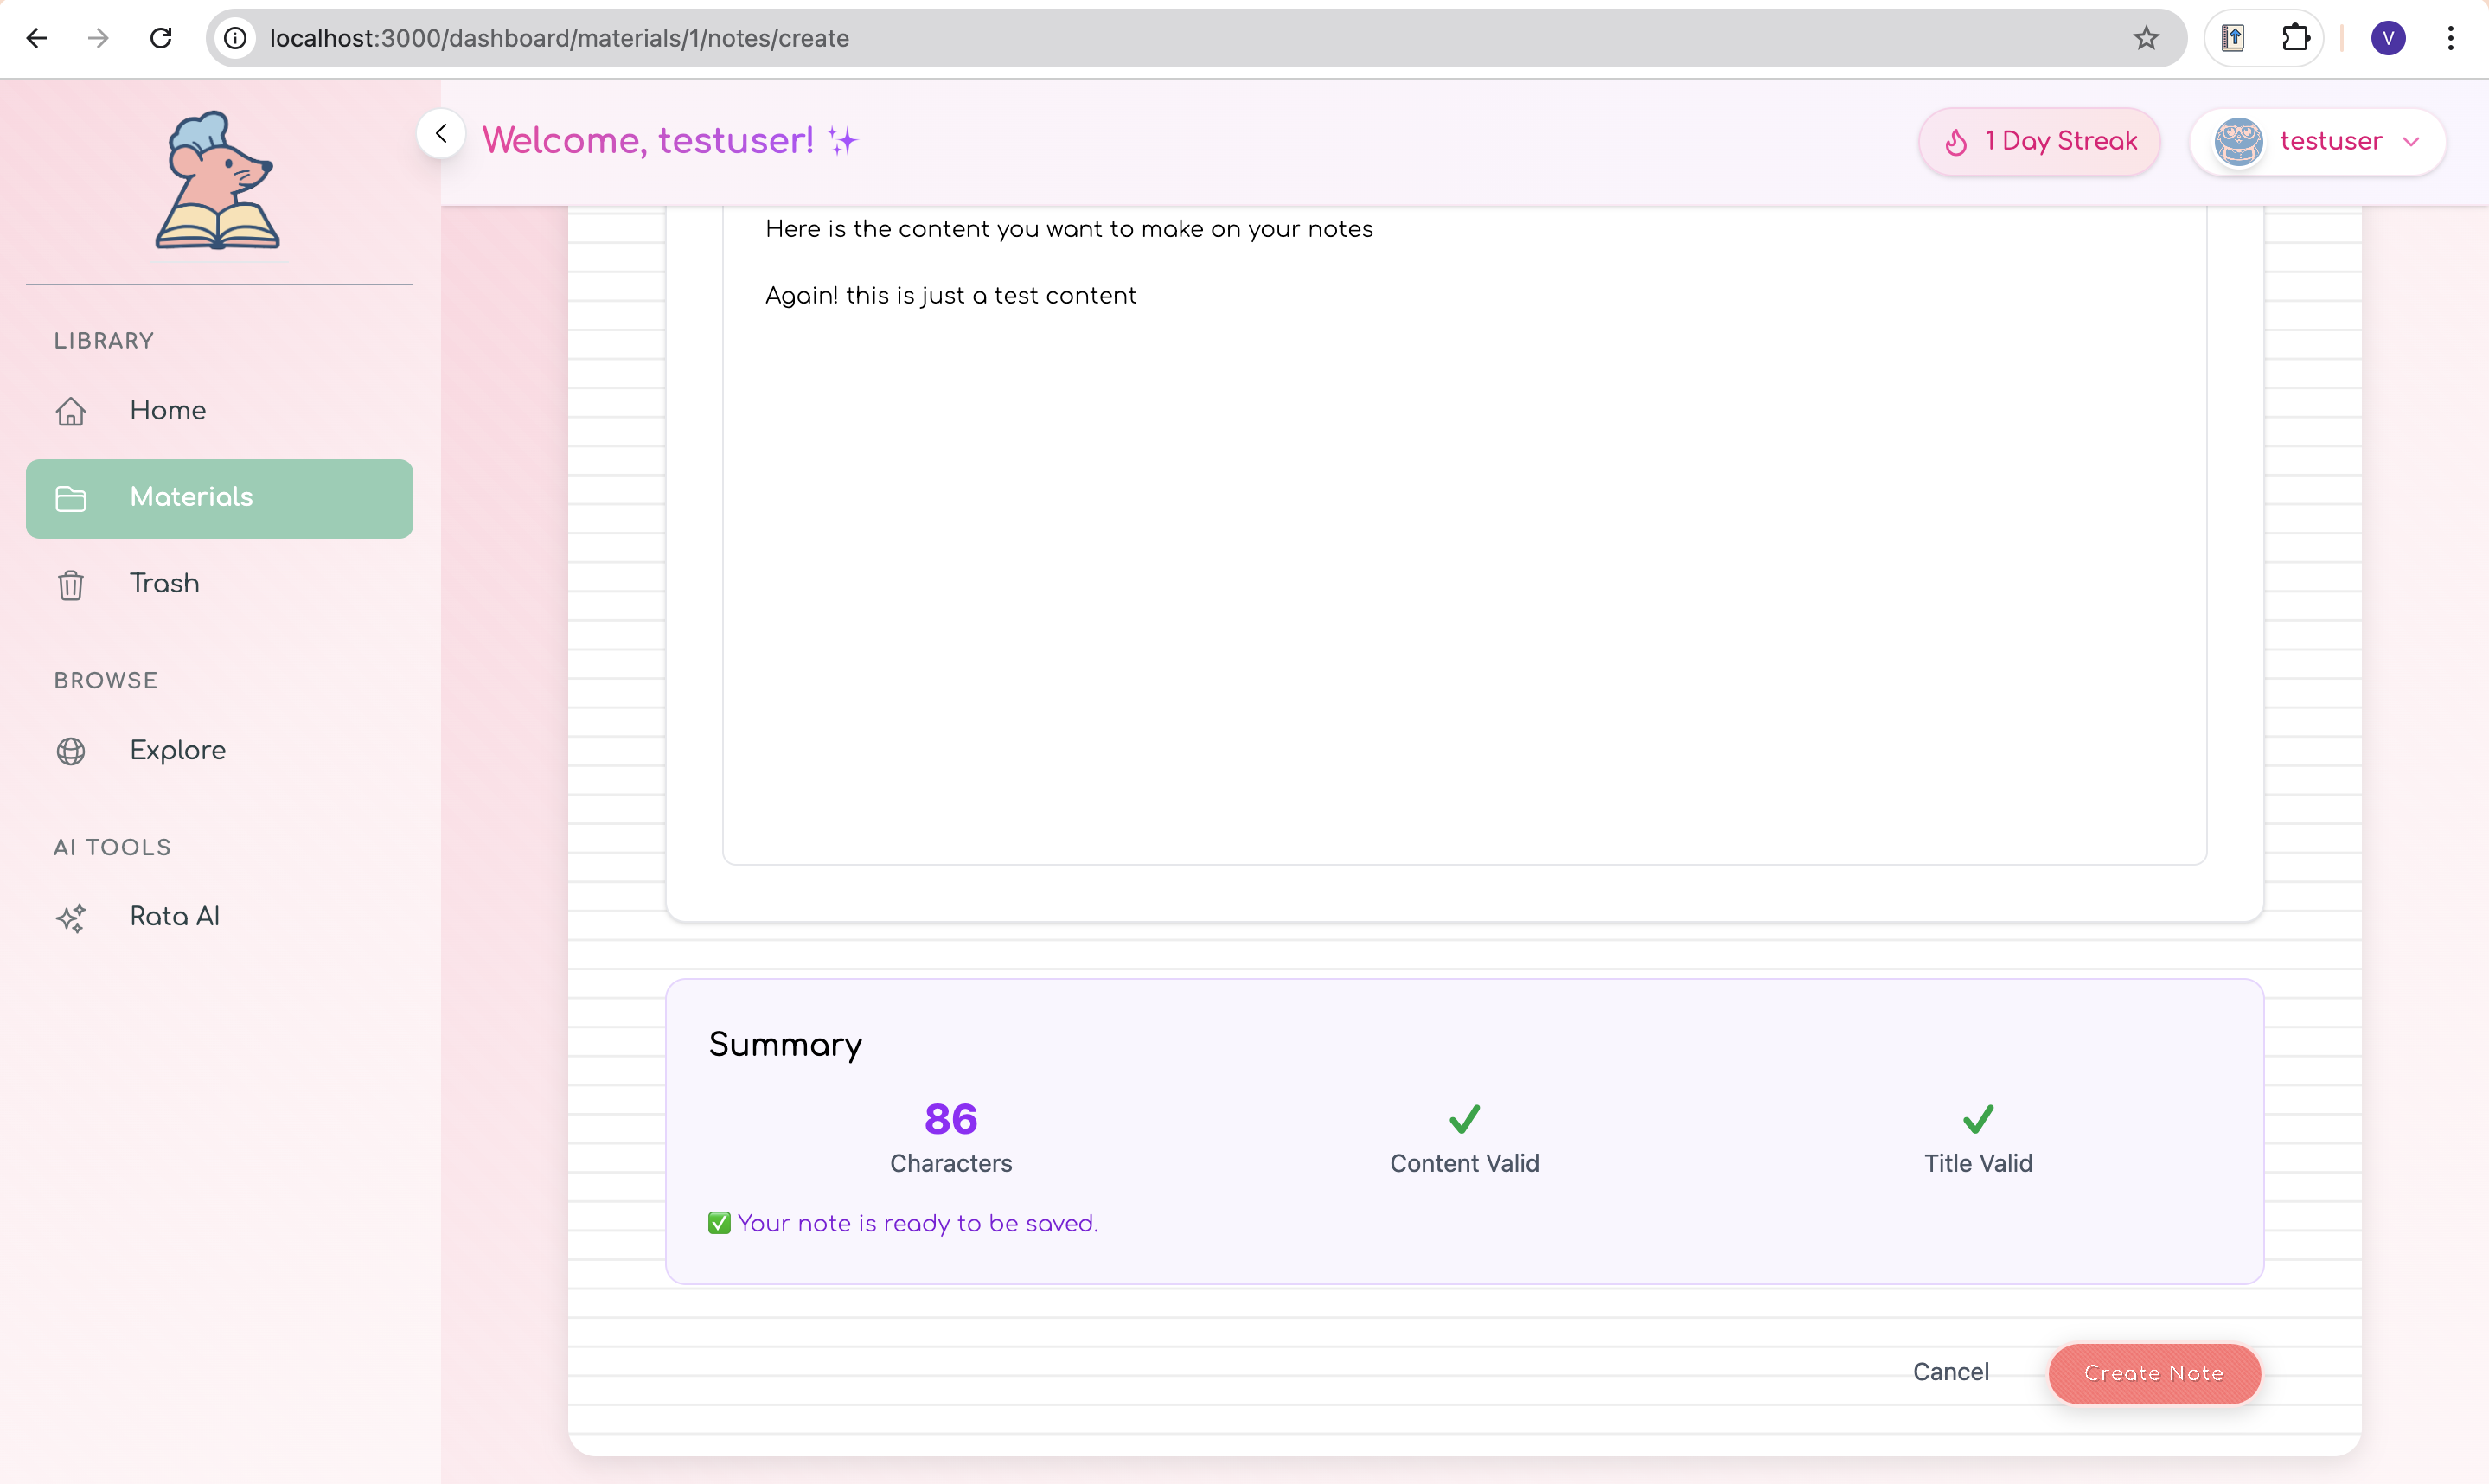 localhost:3000/dashboard/materials/1/notes/create
V
Welcome, testuser! ✨
1 Day Streak
testuser
LIBRARY
Home
Materials
Trash
BROWSE
Explore
AI TOOLS
Rata AI
Here is the content you want to make on your notes
Again! this is just a test content
Summary
86
Characters
✓
Content Valid
✓
Title Valid
✅ Your note is ready to be saved.
Cancel
Create Note